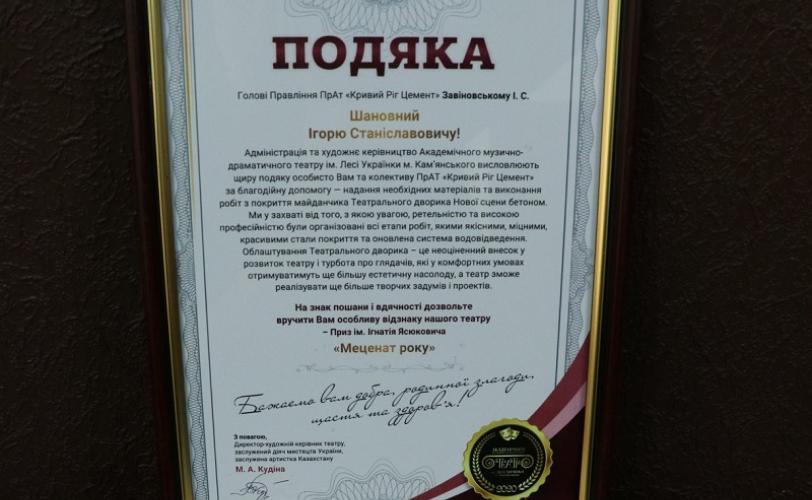 ПОДЯКА
Голові Правління ПрАт «Кривий Ріг Цемент» Завіновському І. С.
Шановний
Ігорю Станіславовичу!
Адміністрація та художнє керівництво Академічного музично-
драматичного театру ім. Лесі Українки м. Кам'янського висловлюють
щиру подяку особисто Вам та колективу ПрАТ «Кривий Ріг Цемент»
за благодійну допомогу — надання необхідних матеріалів та виконання
робіт з покриття майданчика Театрального дворика Нової сцени бетоном.
Ми у захваті від того, з якою увагою, ретельністю та високою
професійністю були організовані всі етапи робіт, якими якісними, міцними,
красивими стали покриття та оновлена система водовідведення.
Облаштування Театрального дворика – це неоціненний внесок у
розвиток театру і турбота про глядачів, які у комфортних умовах
отримуватимуть ще більшу естетичну насолоду, а театр зможе
реалізувати ще більше творчих задумів і проектів.
На знак пошани і вдячності дозвольте
вручити Вам особливу відзнаку нашого театру
– Приз ім. Ігнатія Ясюковича
«Меценат року»
Бажаємо вам добра, родинної злагоди,
щастя та здоров'я!
З повагою,
Директор-художній керівник театру,
заслужений діяч мистецтв України,
заслужена артистка Казахстану
М. А. Кудіна
ТЕАТР